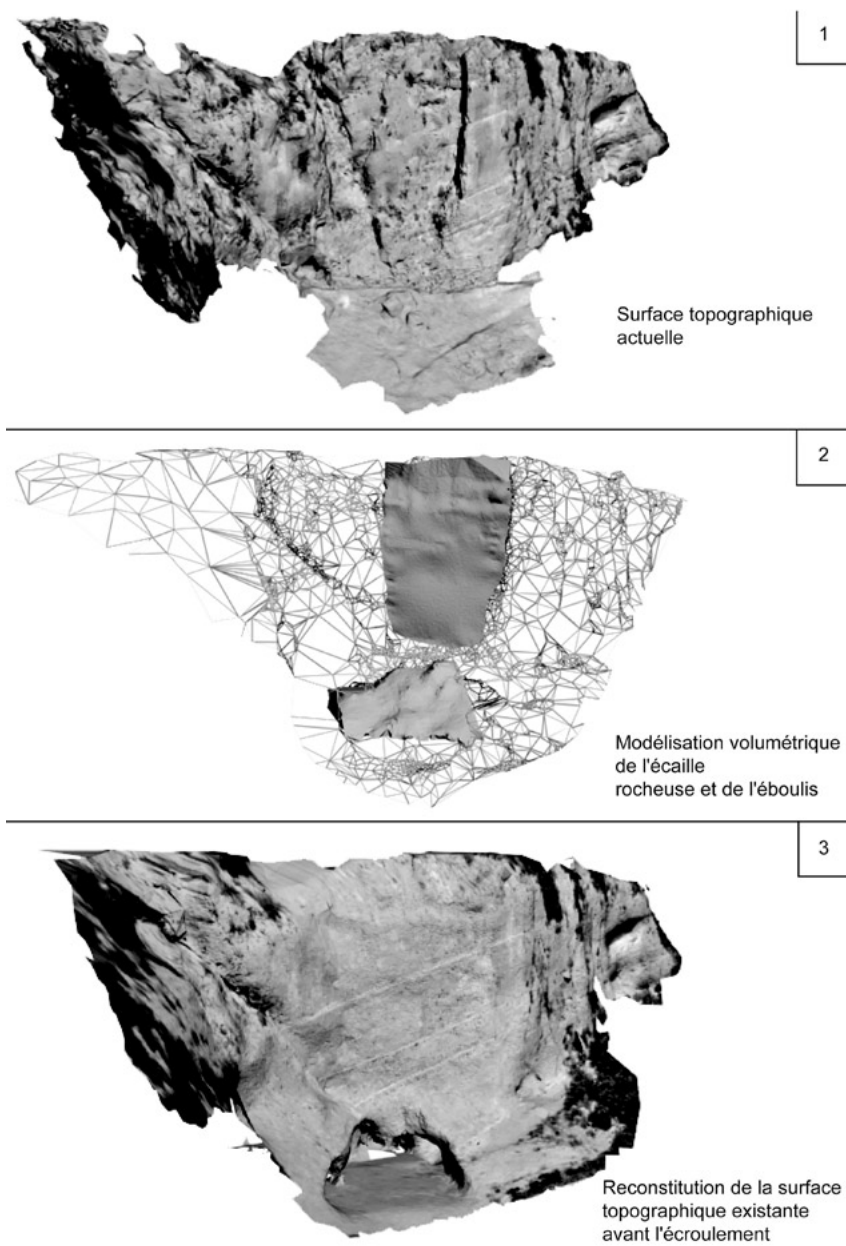 1
Surface topographique
actuelle
2
Modélisation volumétrique
de l'écaille
rocheuse et de l'éboulis
3
Reconstitution de la surface
topographique existante
avant l'écroulement